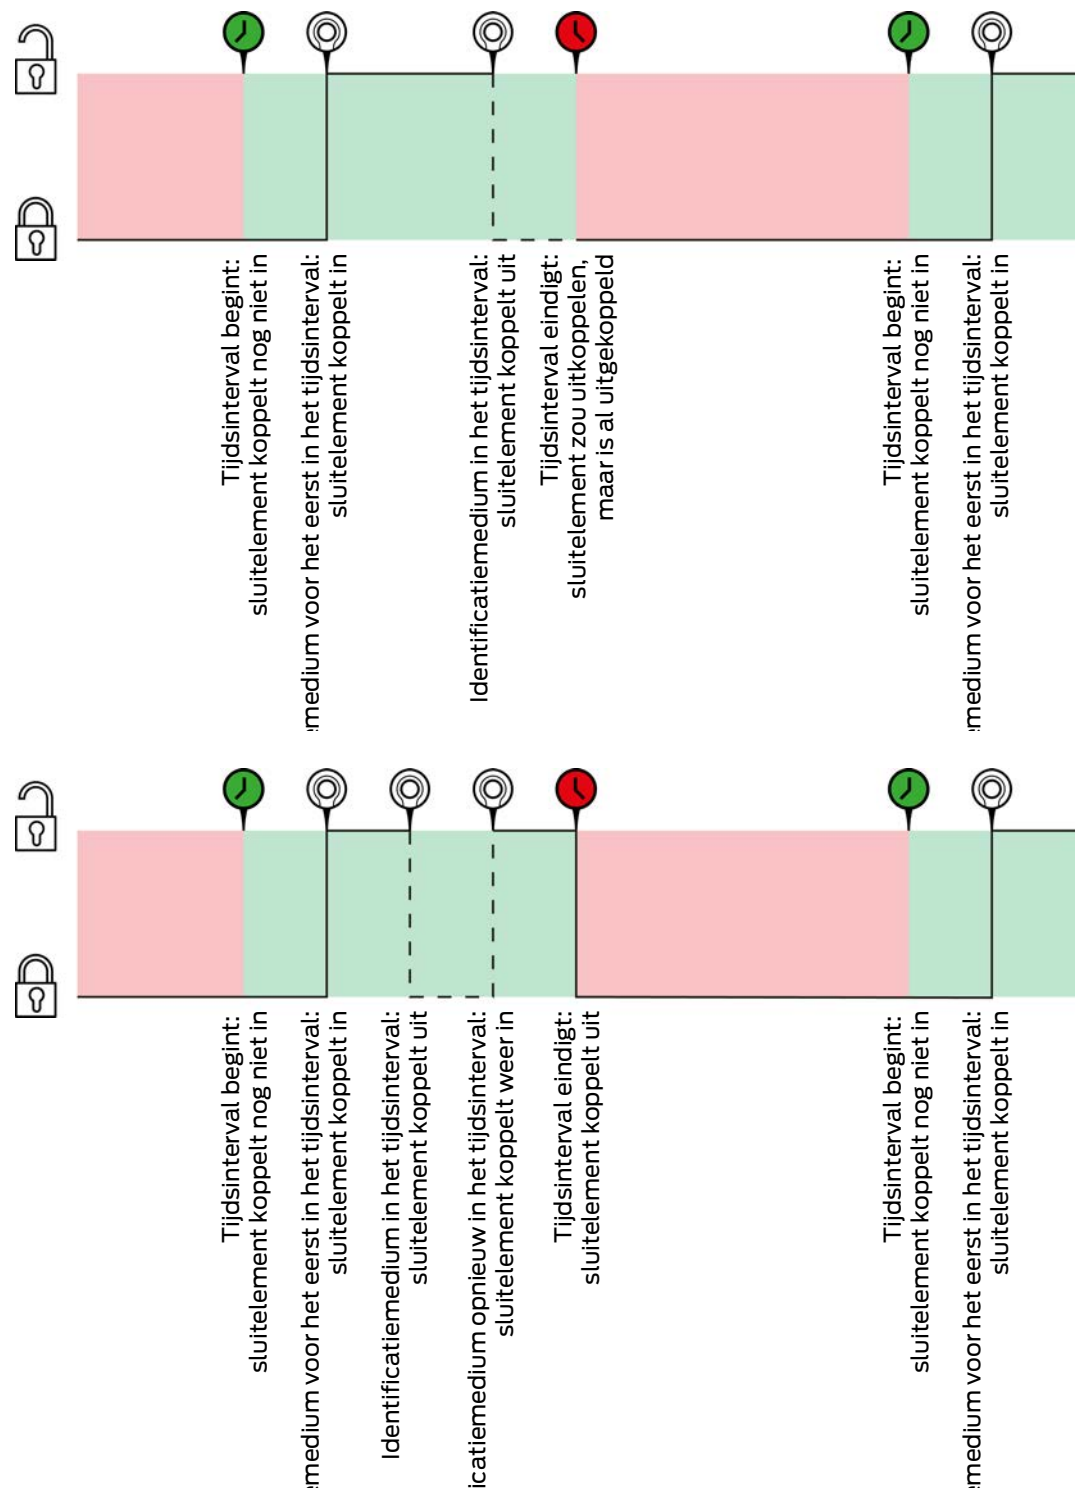 Tijdsinterval begint:
sluitelement koppelt nog niet in
medium voor het eerst in het tijdsinterval:
sluitelement koppelt in
Identificatiemedium in het tijdsinterval:
sluitelement koppelt uit
Tijdsinterval eindigt:
sluitelement zou uitkoppelen,
maar is al uitgekoppeld
Tijdsinterval begint:
sluitelement koppelt nog niet in
medium voor het eerst in het tijdsinterval:
sluitelement koppelt in
Tijdsinterval begint:
sluitelement koppelt nog niet in
medium voor het eerst in het tijdsinterval:
sluitelement koppelt in
Identificatiemedium in het tijdsinterval:
sluitelement koppelt uit
icatiemedium opnieuw in het tijdsinterval:
sluitelement koppelt weer in
Tijdsinterval eindigt:
sluitelement koppelt uit
Tijdsinterval begint:
sluitelement koppelt nog niet in
medium voor het eerst in het tijdsinterval:
sluitelement koppelt in